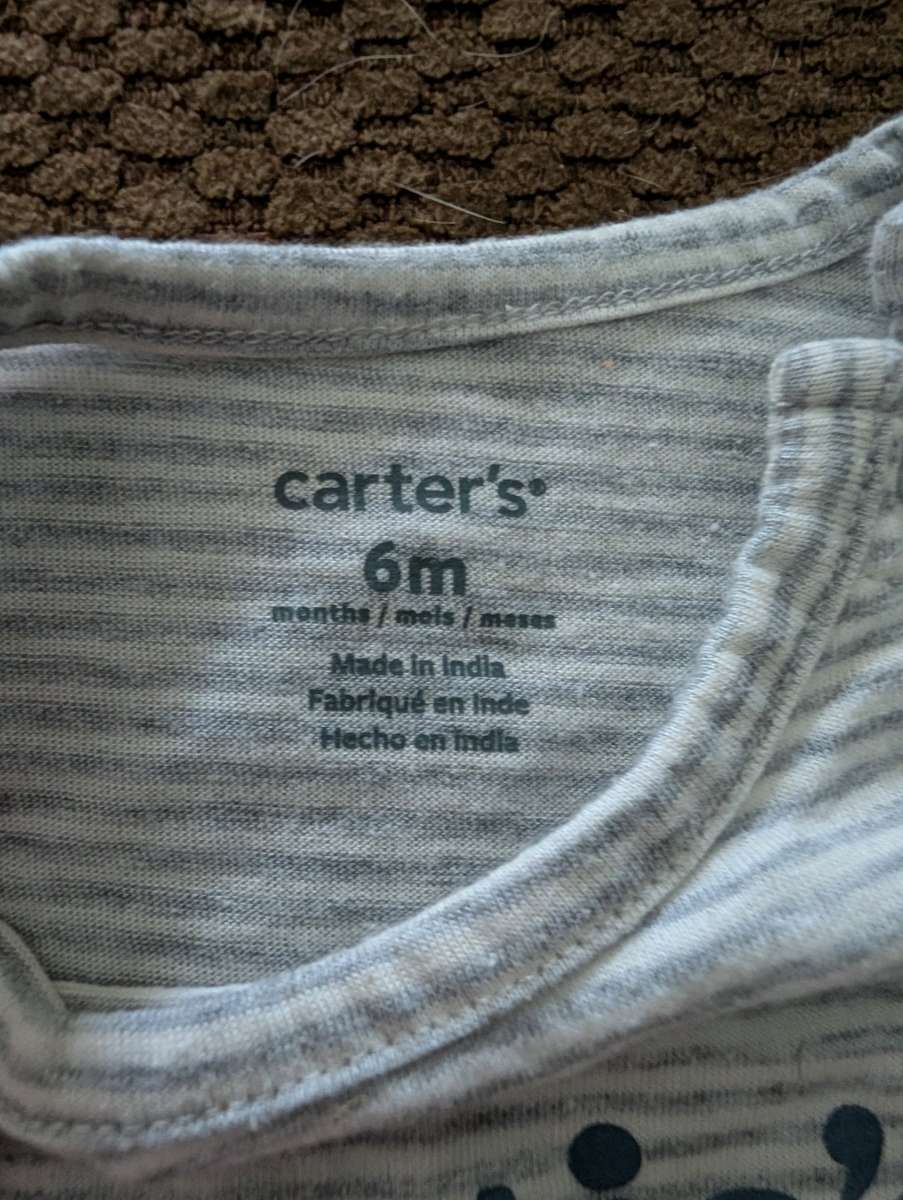 carter's
6m
months / mois / meses
Made in India
Fabriqué en Inde
Hecho en India